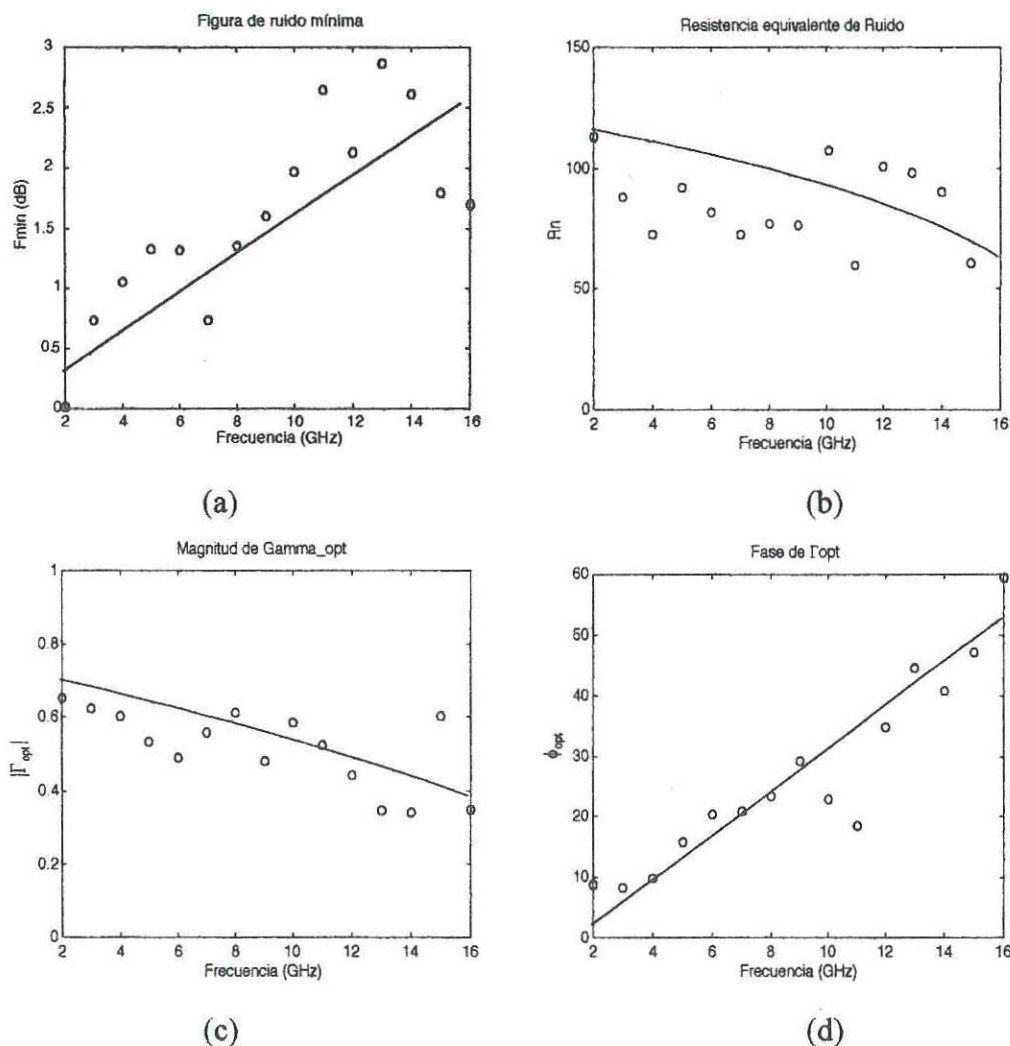 Figura de ruido mínima
3
2.5
2
1.5
1
0.5
0
Fmin (dB)
2 4 6 8 10 12 14 16
Frecuencia (GHz)
(a)
Resistencia equivalente de Ruido
150
100
50
0
Rn
2 4 6 8 10 12 14 16
Frecuencia (GHz)
(b)
Magnitud de Gamma_opt
1
0.8
0.6
0.4
0.2
0
|Γopt|
2 4 6 8 10 12 14 16
Frecuencia (GHz)
(c)
Fase de Γopt
60
50
40
30
20
10
0
ϕopt
2 4 6 8 10 12 14 16
Frecuencia (GHz)
(d)